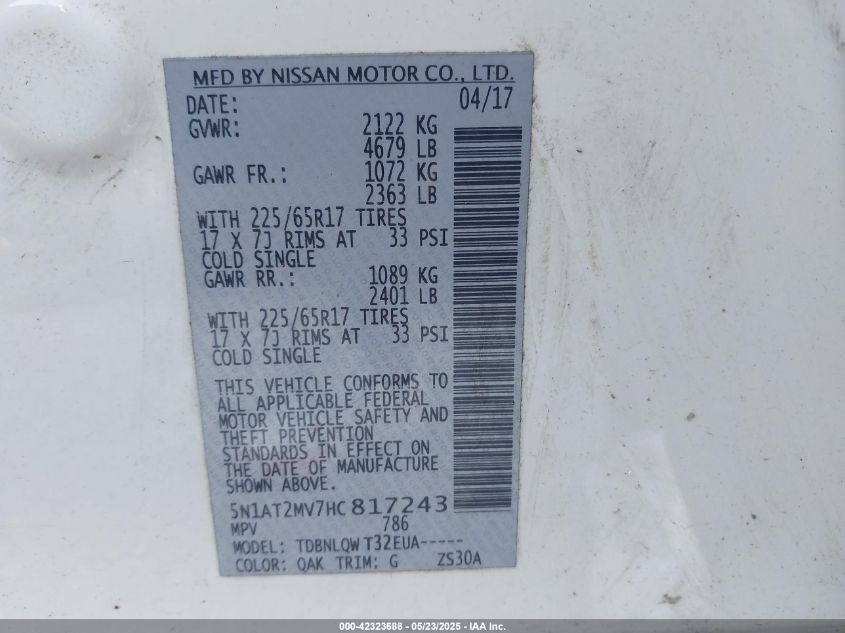 MFD BY NISSAN MOTOR CO., LTD.
DATE: 04/17
GVWR: 2122 KG
4679 LB
GAWR FR.: 1072 KG
2363 LB
WITH 225/65R17 TIRES
17 X 7J RIMS AT 33 PSI
COLD SINGLE
GAWR RR.: 1089 KG
2401 LB
WITH 225/65R17 TIRES
17 X 7J RIMS AT 33 PSI
COLD SINGLE
THIS VEHICLE CONFORMS TO
ALL APPLICABLE FEDERAL
MOTOR VEHICLE SAFETY AND
THEFT PREVENTION
STANDARDS IN EFFECT ON
THE DATE OF MANUFACTURE
SHOWN ABOVE.
5N1AT2MV7HC817243
MPV 786
MODEL: TDBNLQW T32EUA-----
COLOR: QAK TRIM: G ZS30A
000-42323688 - 05/23/2025 - IAA Inc.